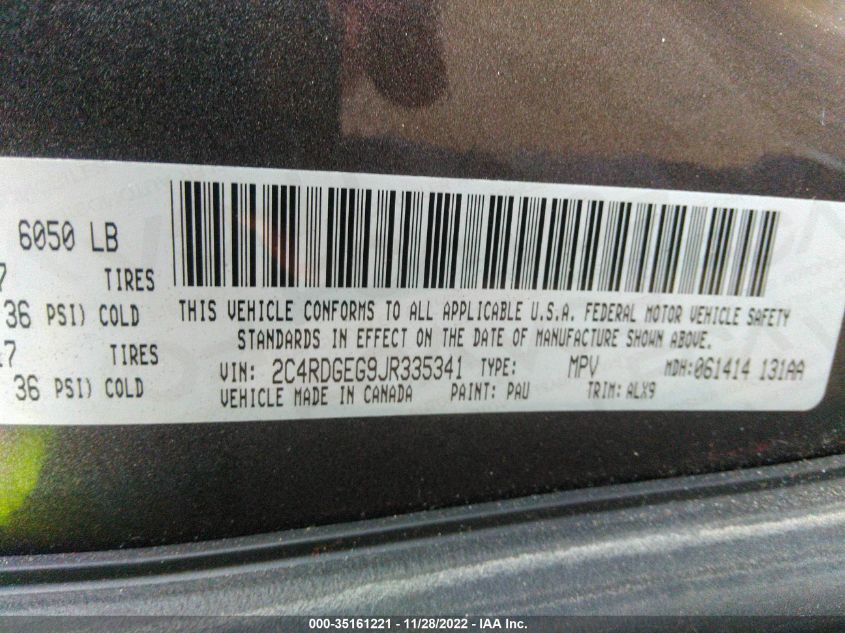 6050 LB
7 TIRES
36 PSI) COLD
17 TIRES
36 PSI) COLD
THIS VEHICLE CONFORMS TO ALL APPLICABLE U.S.A. FEDERAL MOTOR VEHICLE SAFETY
STANDARDS IN EFFECT ON THE DATE OF MANUFACTURE SHOWN ABOVE.
VIN: 2C4RDGEG9JR335341 TYPE: MPV MDH: 061414 131AA
VEHICLE MADE IN CANADA PAINT: PAU TRIM: ALX9
000-35161221 | 11/28/2022 — IAA Inc.